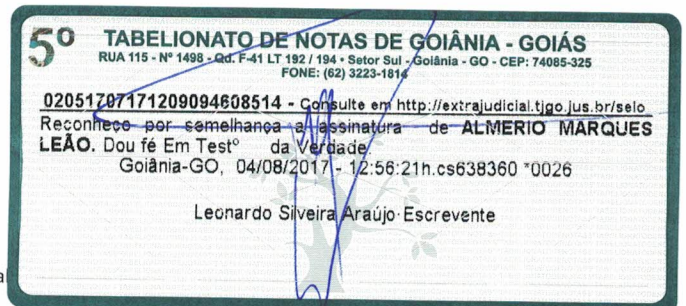 5º TABELIONATO DE NOTAS DE GOIÂNIA - GOIÁS
RUA 115 - Nº 1498 - Qd. F-41 LT 192 / 194 • Setor Sul - Goiânia - GO - CEP: 74085-325
FONE: (62) 3223-1814
02051707171209094608514 - Consulte em http://extrajudicial.tjgo.jus.br/selo
Reconheço por semelhança a assinatura de ALMERIO MARQUES
LEÃO. Dou fé Em Testº da Verdade.
Goiânia-GO, 04/08/2017 - 12:56:21h.cs638360 *0026
Leonardo Silveira Araújo-Escrevente